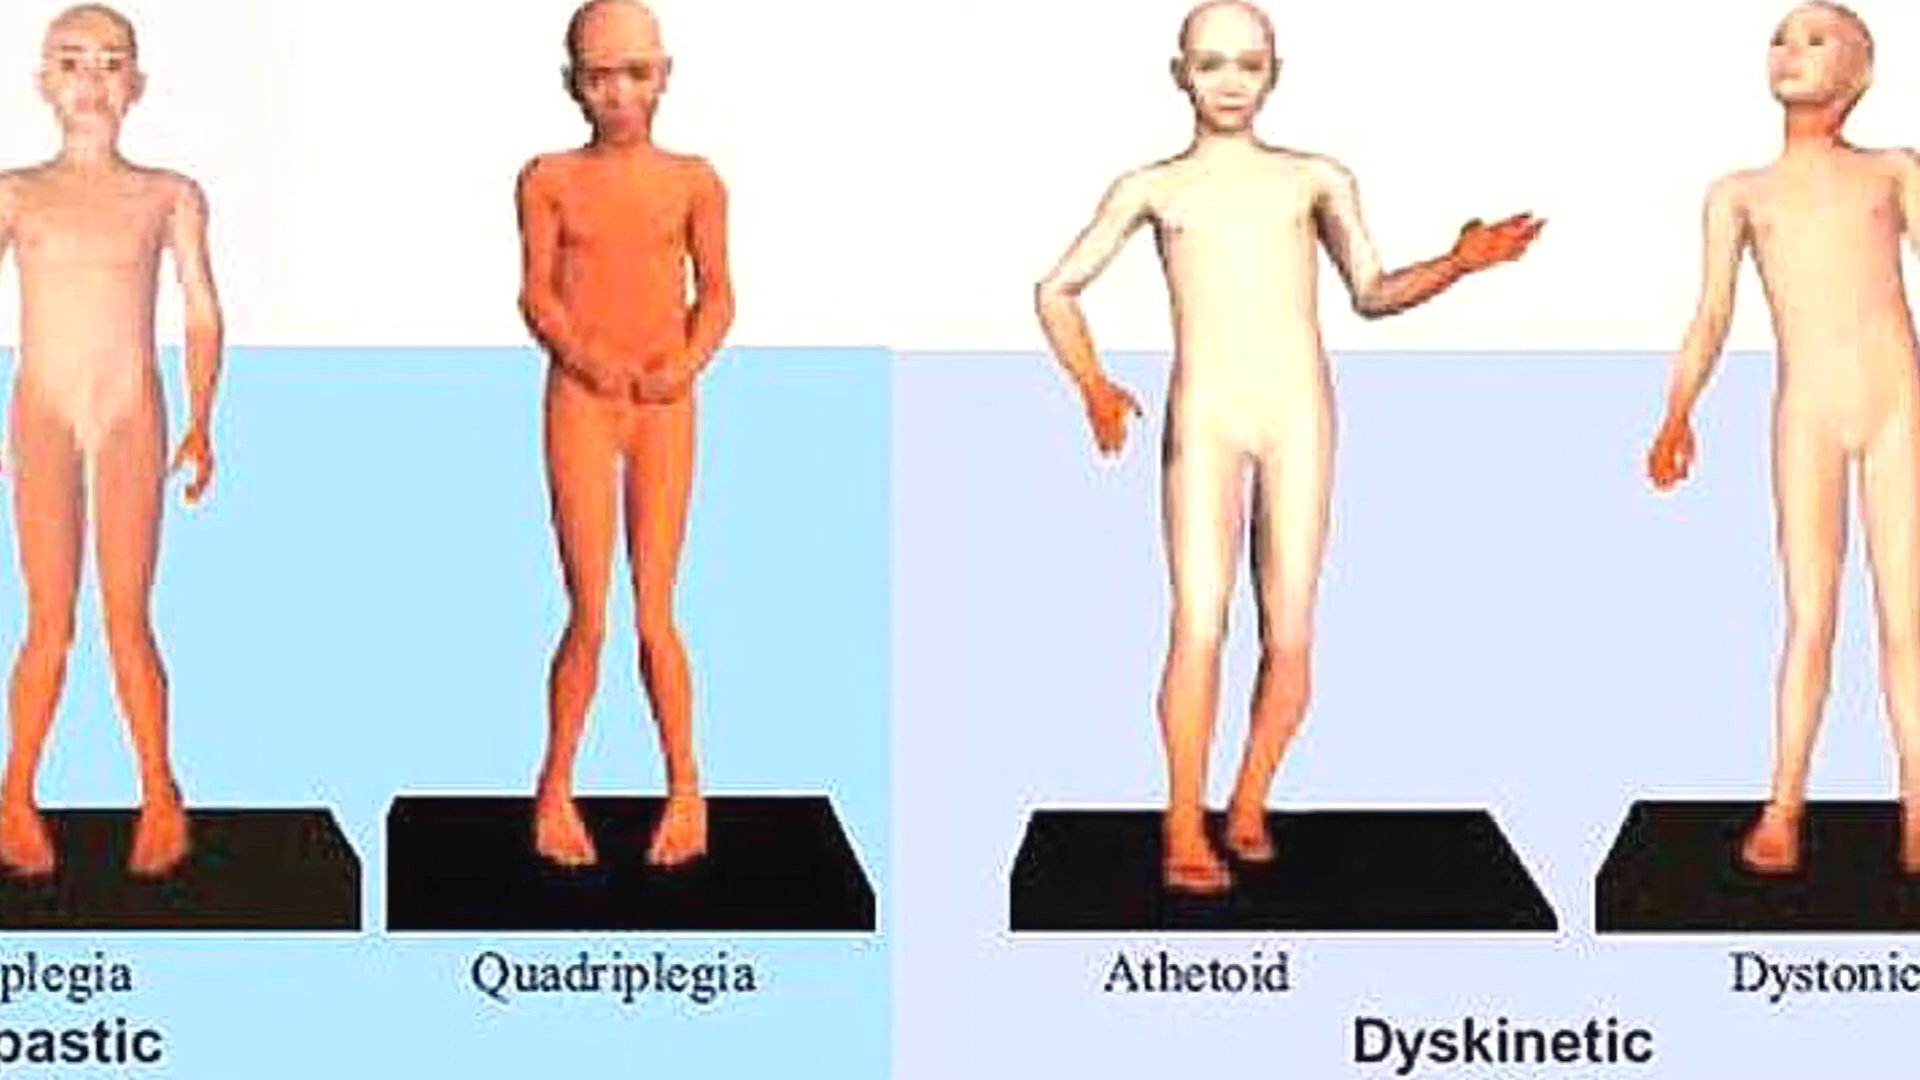 plegia
Quadriplegia
Athetoid
Dystonic
pastic
Dyskinetic